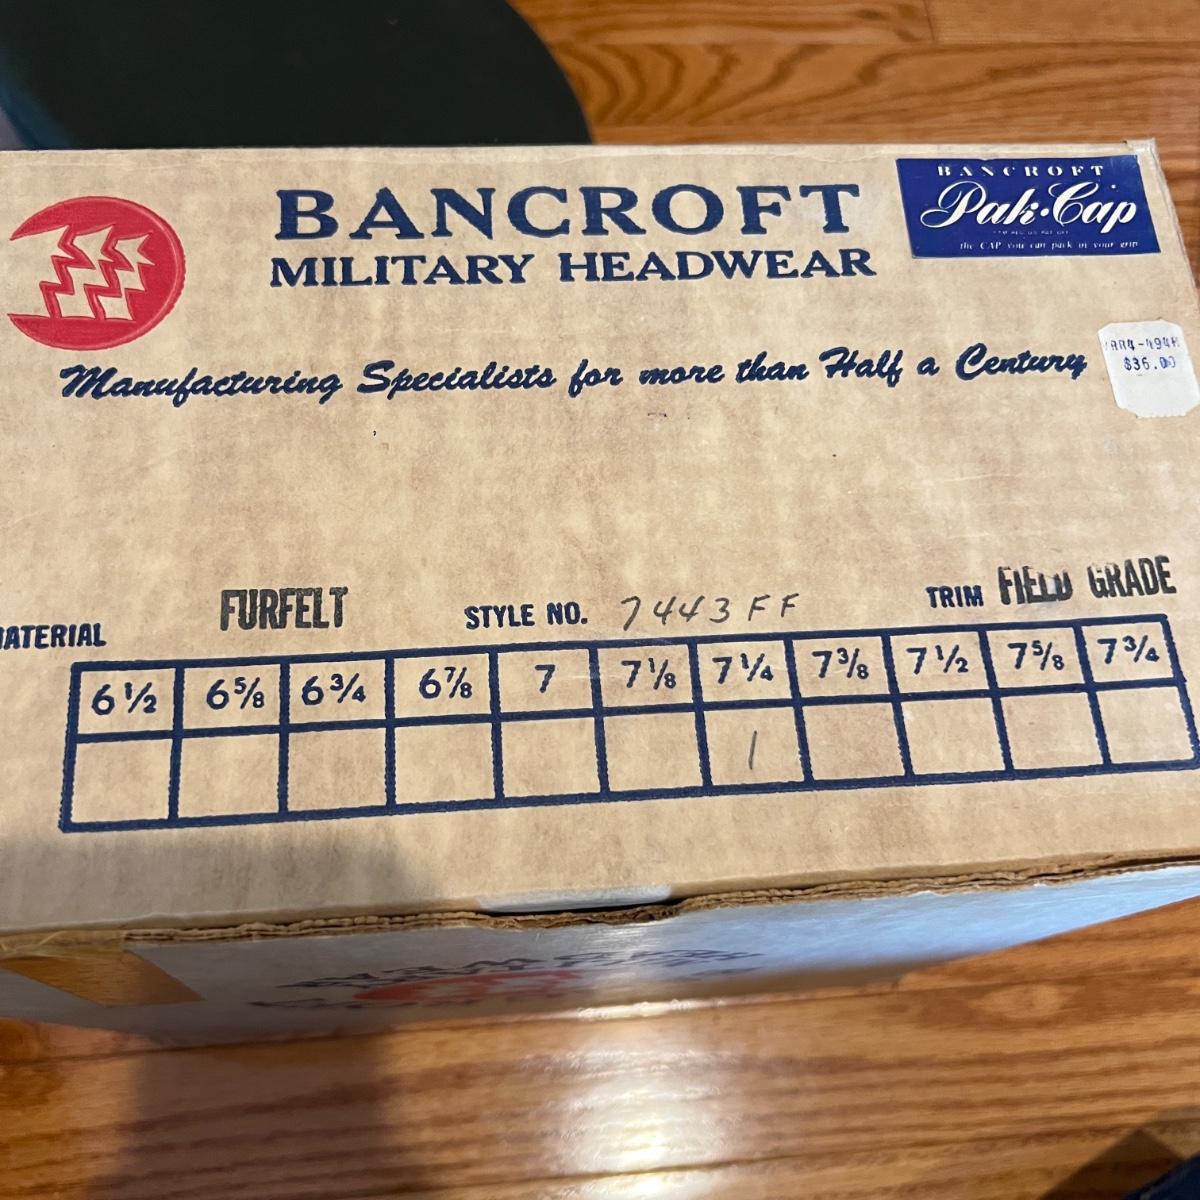 BANCROFT
MILITARY HEADWEAR
BANCROFT
Pak·Cap
the CAP you can pack in your grip
Manufacturing Specialists for more than Half a Century
$36.00
MATERIAL FURFELT STYLE NO. 7443FF TRIM FIELD GRADE
6½ 6⅝ 6¾ 6⅞ 7 7⅛ 7¼ 7⅜ 7½ 7⅝ 7¾
1